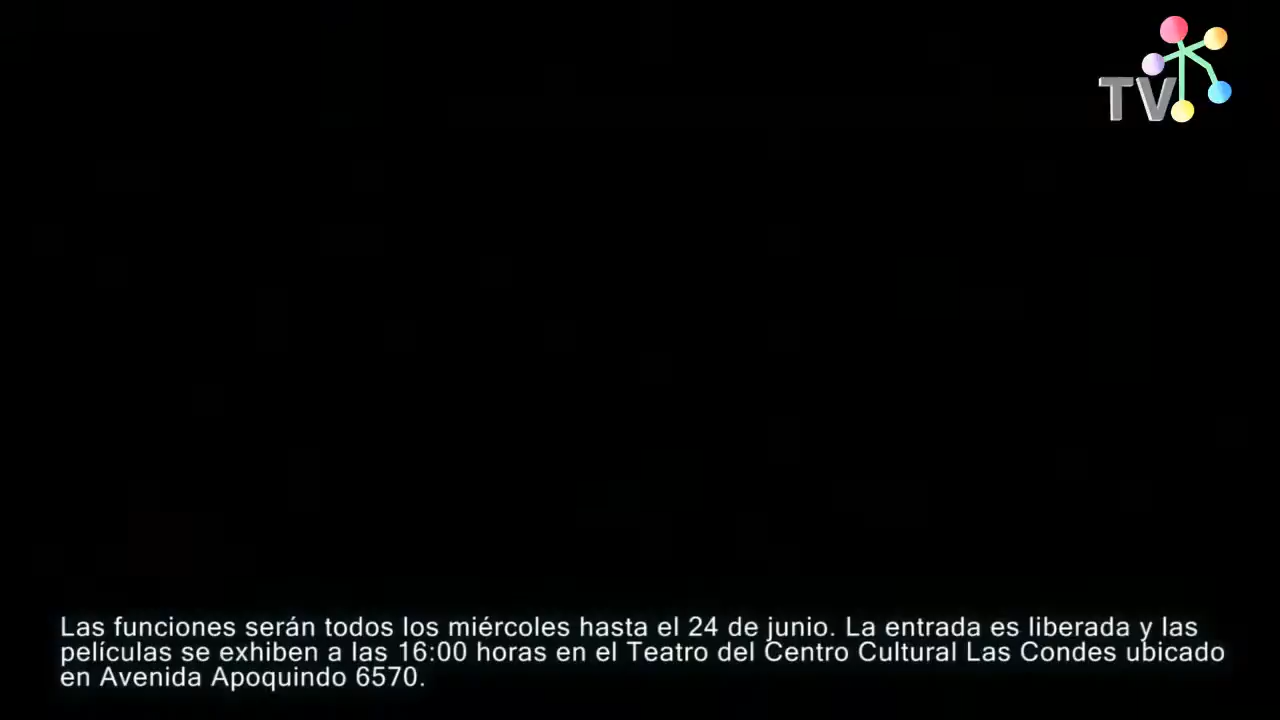 TV
Las funciones serán todos los miércoles hasta el 24 de junio. La entrada es liberada y las
películas se exhiben a las 16:00 horas en el Teatro del Centro Cultural Las Condes ubicado
en Avenida Apoquindo 6570.